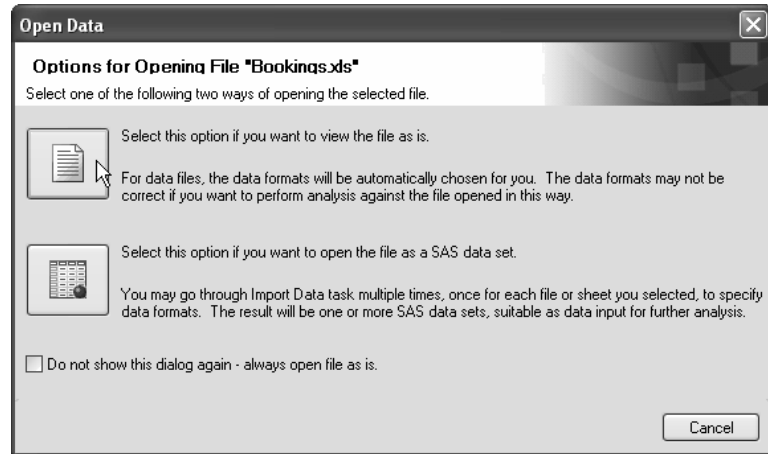 Open Data
Options for Opening File "Bookings.xls"
Select one of the following two ways of opening the selected file.
Select this option if you want to view the file as is.
For data files, the data formats will be automatically chosen for you.  The data formats may not be
correct if you want to perform analysis against the file opened in this way.
Select this option if you want to open the file as a SAS data set.
You may go through Import Data task multiple times, once for each file or sheet you selected, to specify
data formats.  The result will be one or more SAS data sets, suitable as data input for further analysis.
Do not show this dialog again - always open file as is.
Cancel